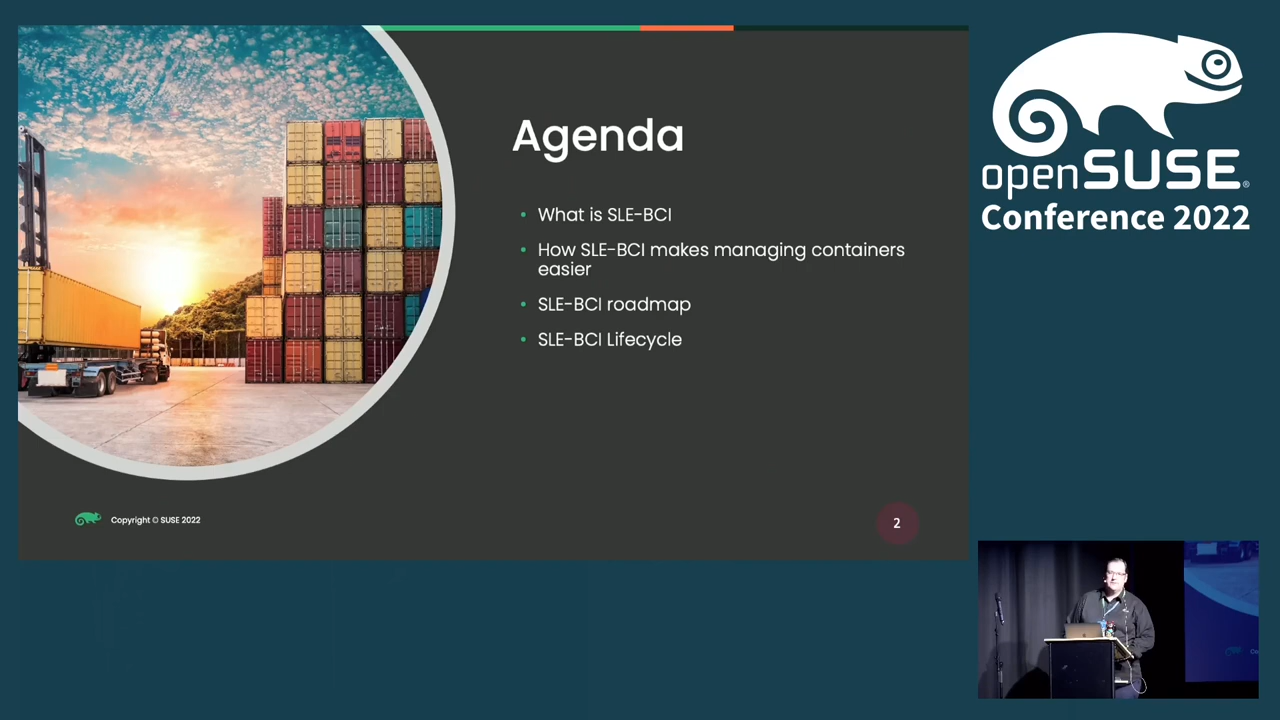 Agenda
What is SLE-BCI
How SLE-BCI makes managing containers
easier
SLE-BCI roadmap
SLE-BCI Lifecycle
Copyright © SUSE 2022
2
openSUSE®
Conference 2022